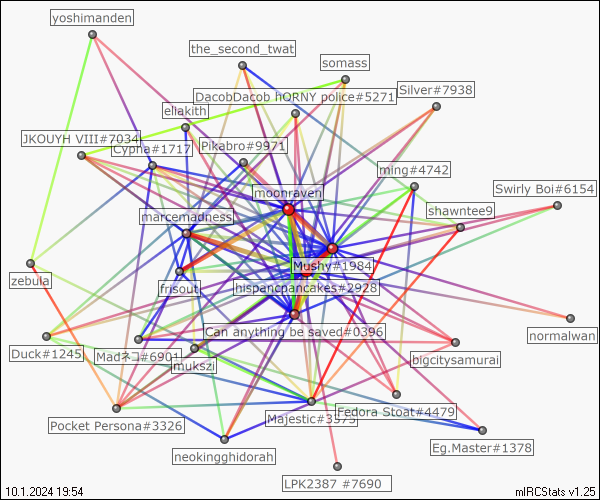 yoshimanden
the_second_twat
somass
Silver#7938
DacobDacob hORNY police#5271
ellakith
JKOUYH VIII#7034
Cypha#1717
Pikabro#9971
ming#4742
moonraven
Swirly Boi#6154
marcemadness
shawntee9
Mushy#1984
zebula
frisout
hispancpancakes#2928
Can anything be saved#0396
normalwan
Duck#1245
Madネコ#6901
mukszi
bigcitysamurai
Pocket Persona#3326
Majestic#3575
Fedora Stoat#4479
Eg.Master#1378
neokingghidorah
LPK2387 #7690
10.1.2024 19:54
mIRCStats v1.25